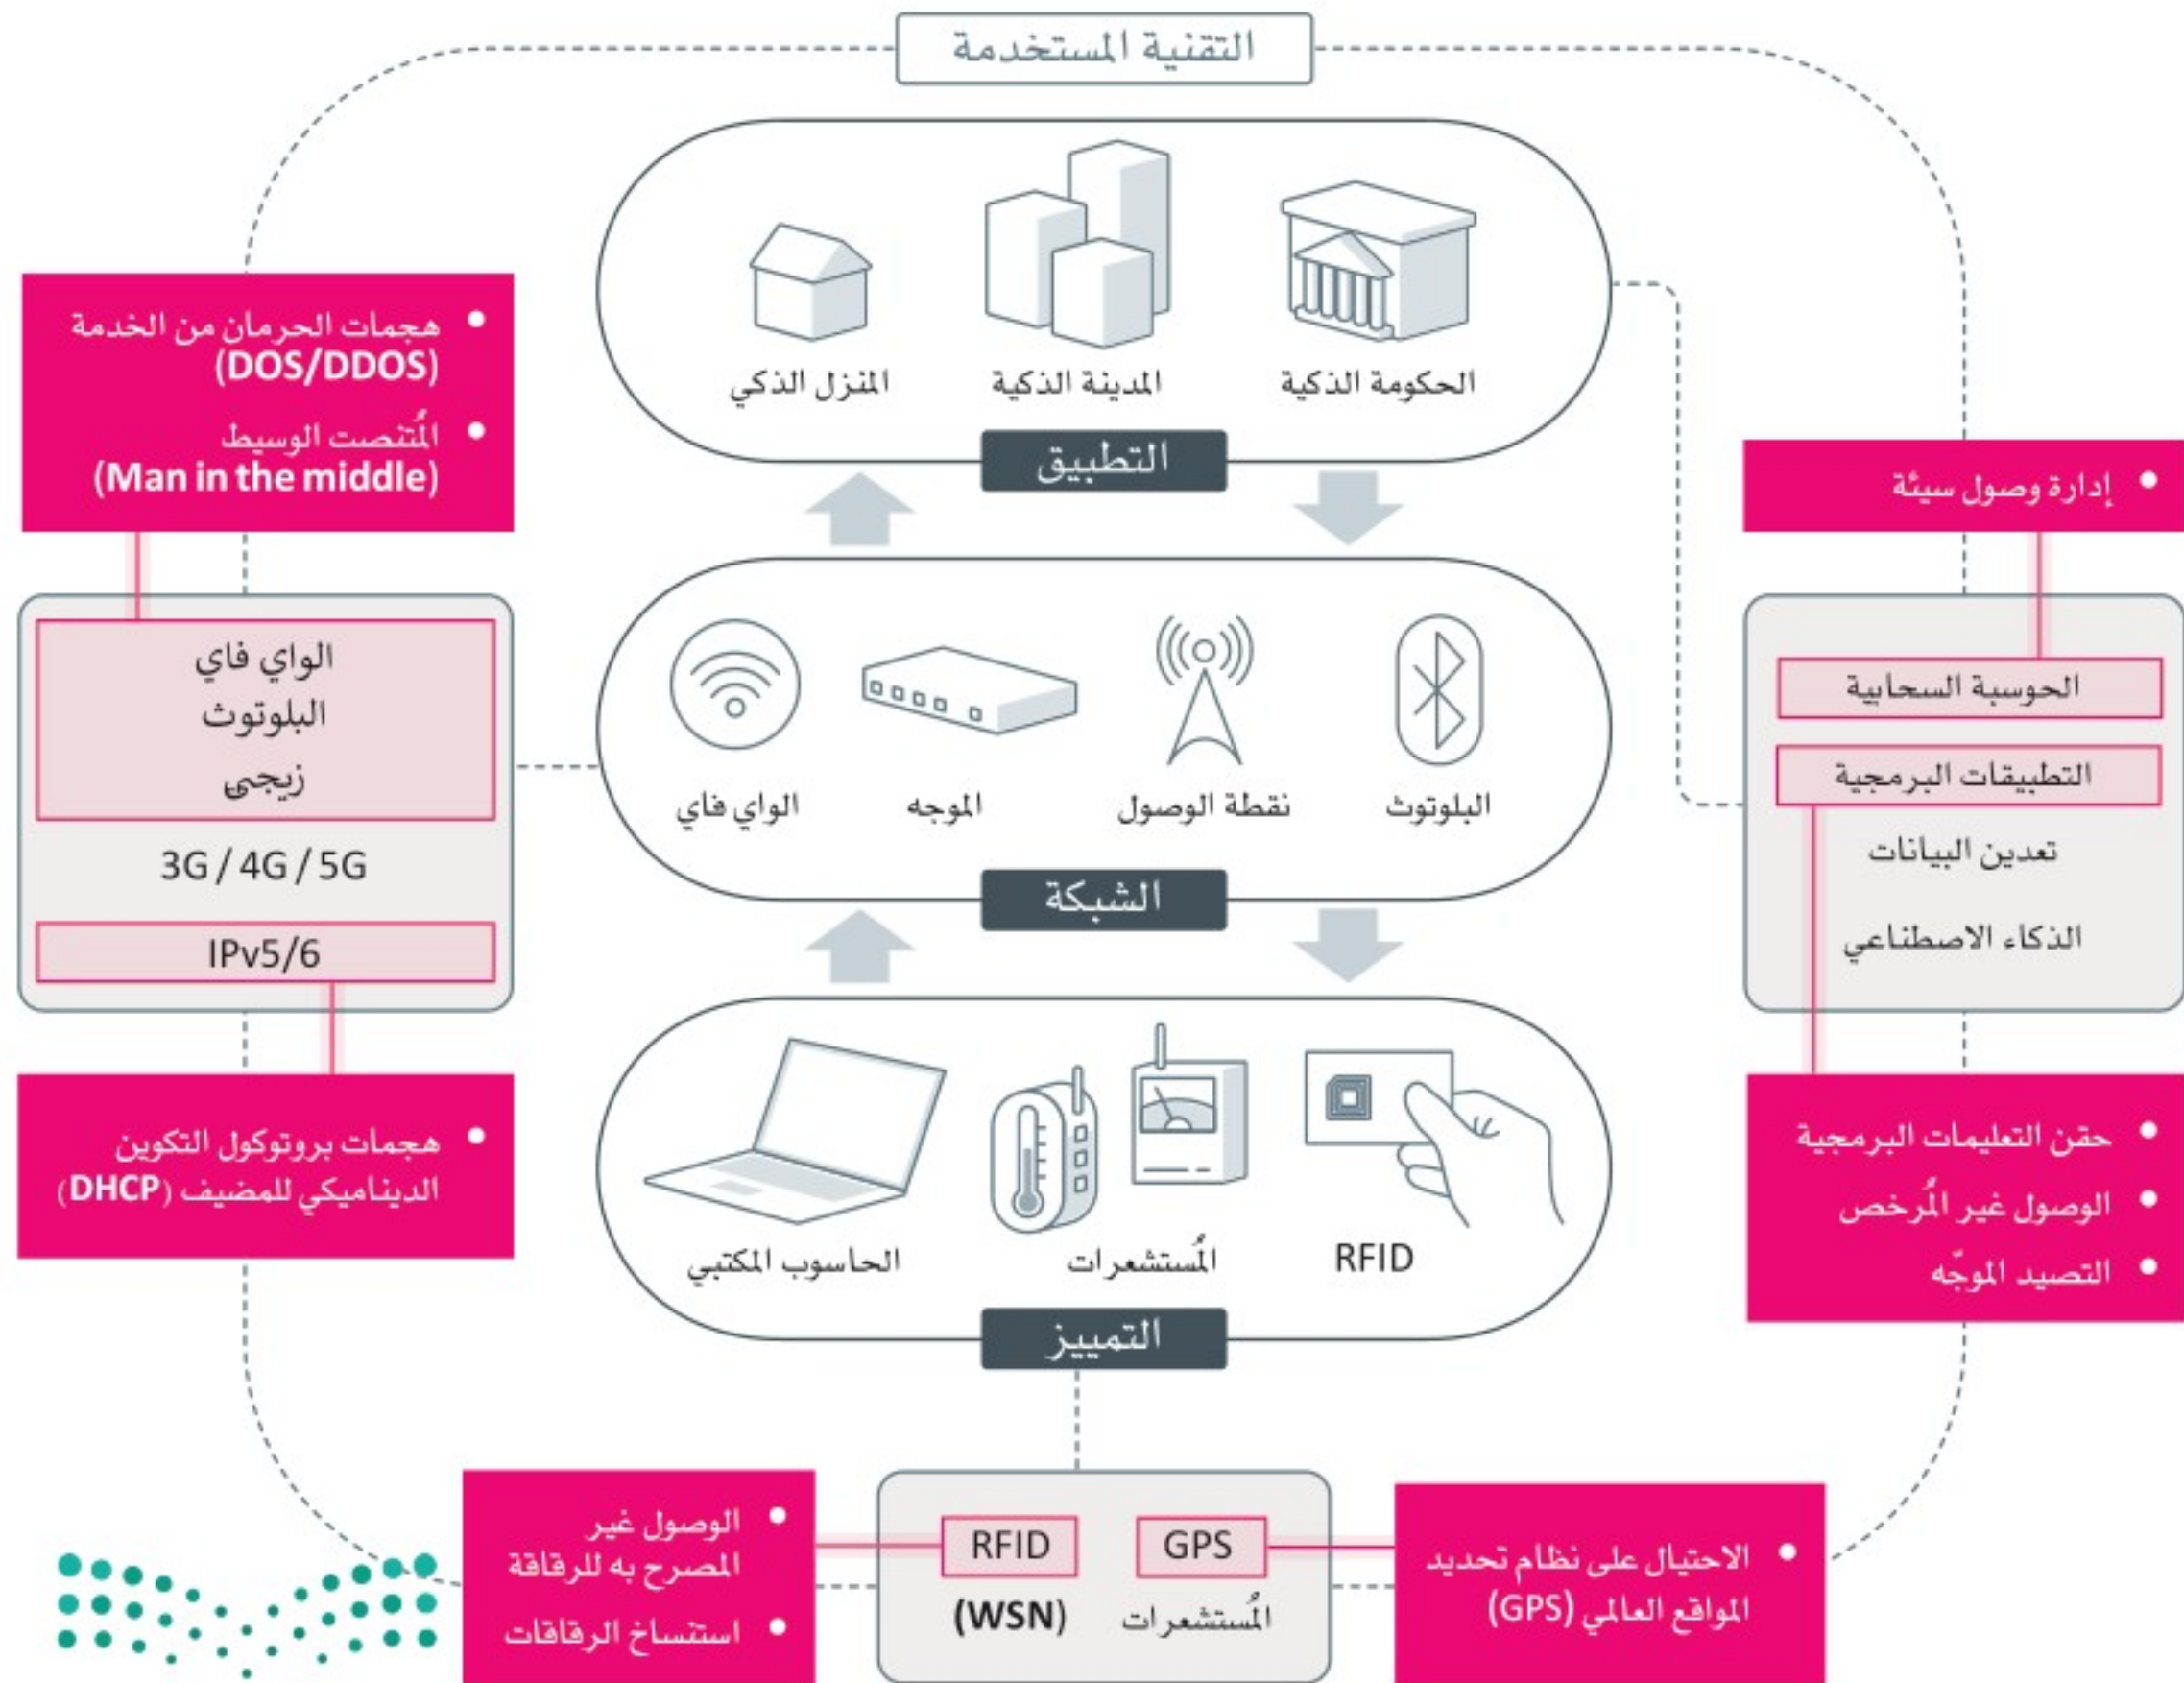 التقنية المستخدمة
الحكومة الذكية
المدينة الذكية
المنزل الذكي
التطبيق
هجمات الحرمان من الخدمة
(DOS/DDOS)
المُتنصت الوسيط
(Man in the middle)
إدارة وصول سيئة
البلوتوث
نقطة الوصول
الموجه
الواي فاي
الشبكة
الحوسبة السحابية
التطبيقات البرمجية
تعدين البيانات
الذكاء الاصطناعي
الواي فاي
البلوتوث
زيجي
3G / 4G / 5G
IPv5/6
RFID
المُستشعرات
الحاسوب المكتبي
التمييز
حقن التعليمات البرمجية
الوصول غير المُرخص
التصيد الموجّه
هجمات بروتوكول التكوين
الديناميكي للمضيف (DHCP)
الاحتيال على نظام تحديد
المواقع العالمي (GPS)
GPS
المُستشعرات
RFID
(WSN)
الوصول غير
المصرح به للرقاقة
استنساخ الرقاقات